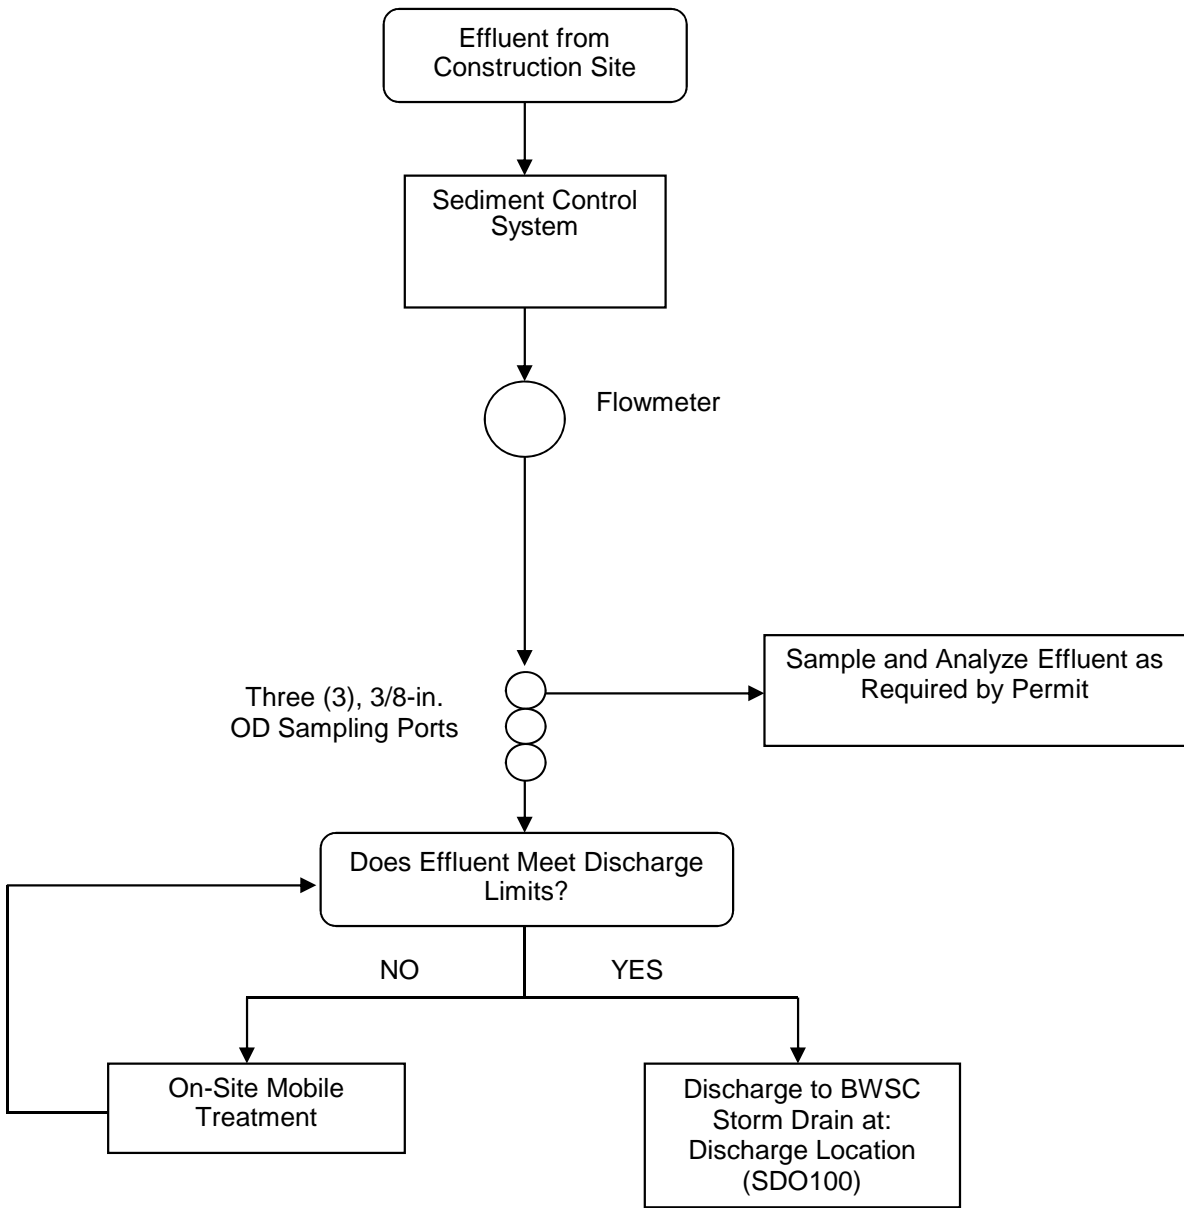 Effluent from
Construction Site
Sediment Control
System
Flowmeter
Sample and Analyze Effluent as
Required by Permit
Three (3), 3/8-in.
OD Sampling Ports
Does Effluent Meet Discharge
Limits?
NO
YES
On-Site Mobile
Treatment
Discharge to BWSC
Storm Drain at:
Discharge Location
(SDO100)